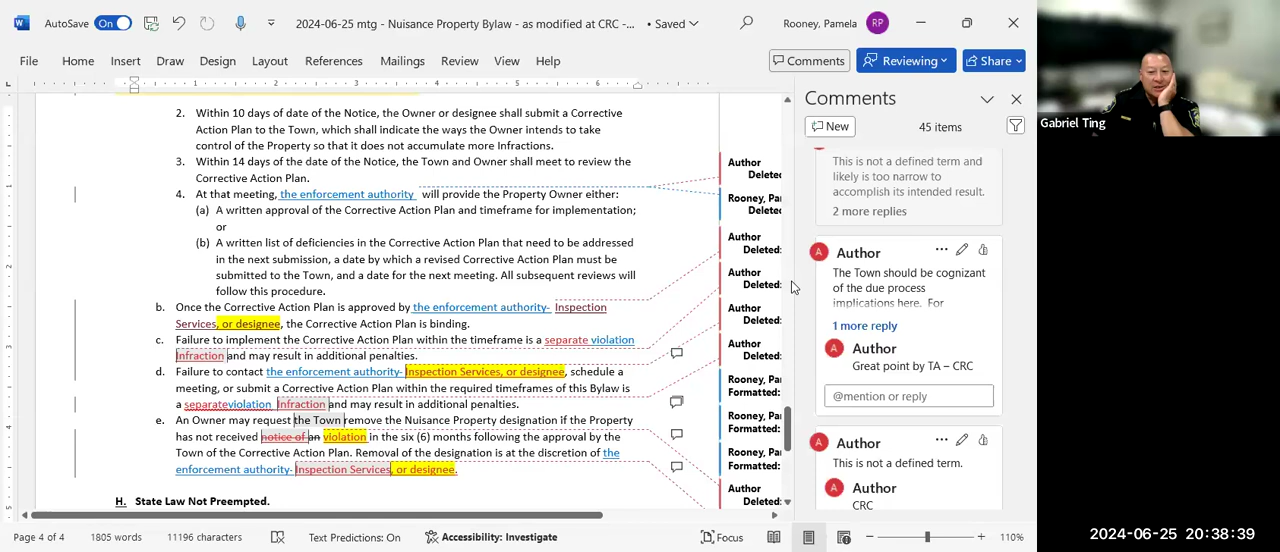 AutoSave On 2024-06-25 mtg - Nuisance Property Bylaw - as modified at CRC -... • Saved Rooney, Pamela RP
File Home Insert Draw Design Layout References Mailings Review View Help Comments Reviewing Share
2. Within 10 days of date of the Notice, the Owner or designee shall submit a Corrective
Action Plan to the Town, which shall indicate the ways the Owner intends to take
control of the Property so that it does not accumulate more Infractions.
3. Within 14 days of the date of the Notice, the Town and Owner shall meet to review the
Corrective Action Plan.
4. At that meeting, the enforcement authority will provide the Property Owner either:
(a) A written approval of the Corrective Action Plan and timeframe for implementation;
or
(b) A written list of deficiencies in the Corrective Action Plan that need to be addressed
in the next submission, a date by which a revised Corrective Action Plan must be
submitted to the Town, and a date for the next meeting. All subsequent reviews will
follow this procedure.
b. Once the Corrective Action Plan is approved by the enforcement authority- Inspection
Services, or designee, the Corrective Action Plan is binding.
c. Failure to implement the Corrective Action Plan within the timeframe is a separate violation
Infraction and may result in additional penalties.
d. Failure to contact the enforcement authority- Inspection Services, or designee, schedule a
meeting, or submit a Corrective Action Plan within the required timeframes of this Bylaw is
a separateviolation Infraction and may result in additional penalties.
e. An Owner may request the Town remove the Nuisance Property designation if the Property
has not received notice of an violation in the six (6) months following the approval by the
Town of the Corrective Action Plan. Removal of the designation is at the discretion of the
enforcement authority- Inspection Services, or designee.
H. State Law Not Preempted.
Author
Deleted
Rooney, Pa
Deleted
Author
Deleted:
Author
Deleted:
Author
Deleted:
Author
Deleted:
Rooney, Pa
Formatted:
Rooney, Pa
Formatted:
Rooney, Pa
Formatted:
Author
Deleted:
Comments
New 45 items
This is not a defined term and
likely is too narrow to
accomplish its intended result.
2 more replies
A Author
The Town should be cognizant
of the due process
implications here. For
1 more reply
A Author
Great point by TA – CRC
@mention or reply
A Author
This is not a defined term.
A Author
CRC
Page 4 of 4 1805 words 11196 characters Text Predictions: On Accessibility: Investigate Focus 110%
Gabriel Ting
2024-06-25 20:38:39